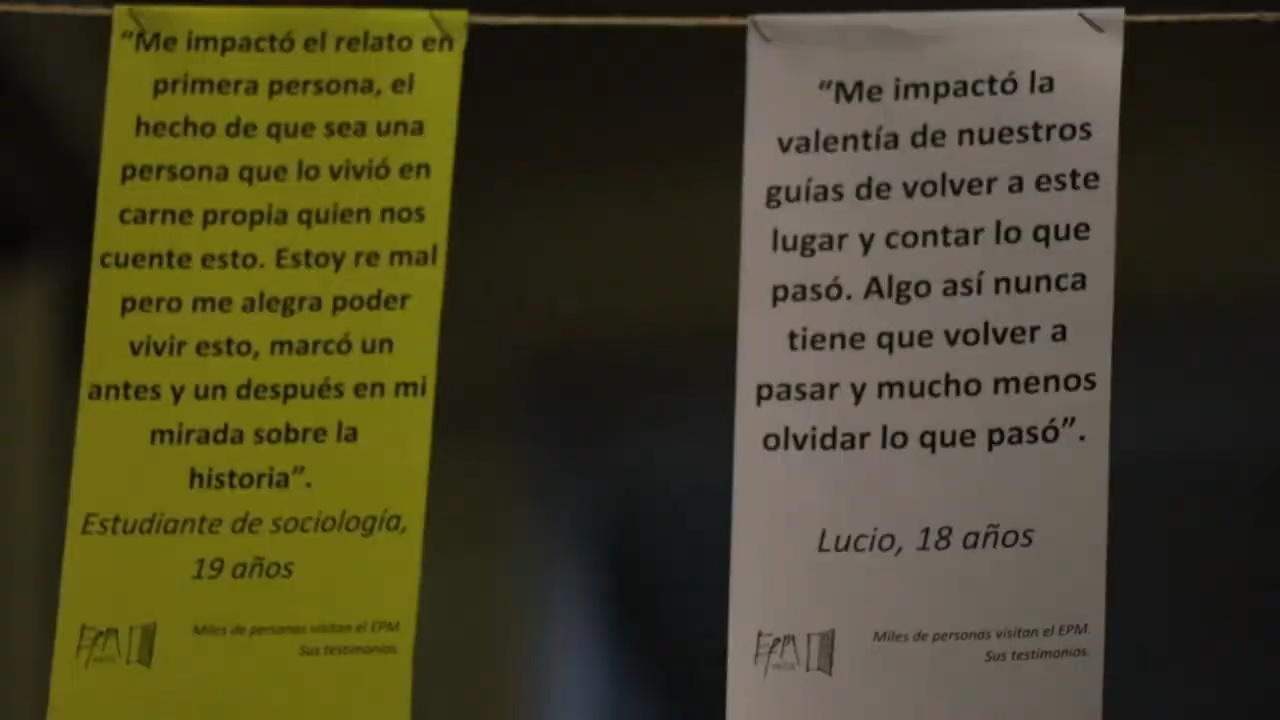 “Me impactó el relato en
primera persona, el
hecho de que sea una
persona que lo vivió en
carne propia quien nos
cuente esto. Estoy re mal
pero me alegra poder
vivir esto, marcó un
antes y un después en mi
mirada sobre la
historia”.
Estudiante de sociología,
19 años
EPM
Miles de personas visitan el EPM.
Sus testimonios.
“Me impactó la
valentía de nuestros
guías de volver a este
lugar y contar lo que
pasó. Algo así nunca
tiene que volver a
pasar y mucho menos
olvidar lo que pasó”.
Lucio, 18 años
EPM
Miles de personas visitan el EPM.
Sus testimonios.